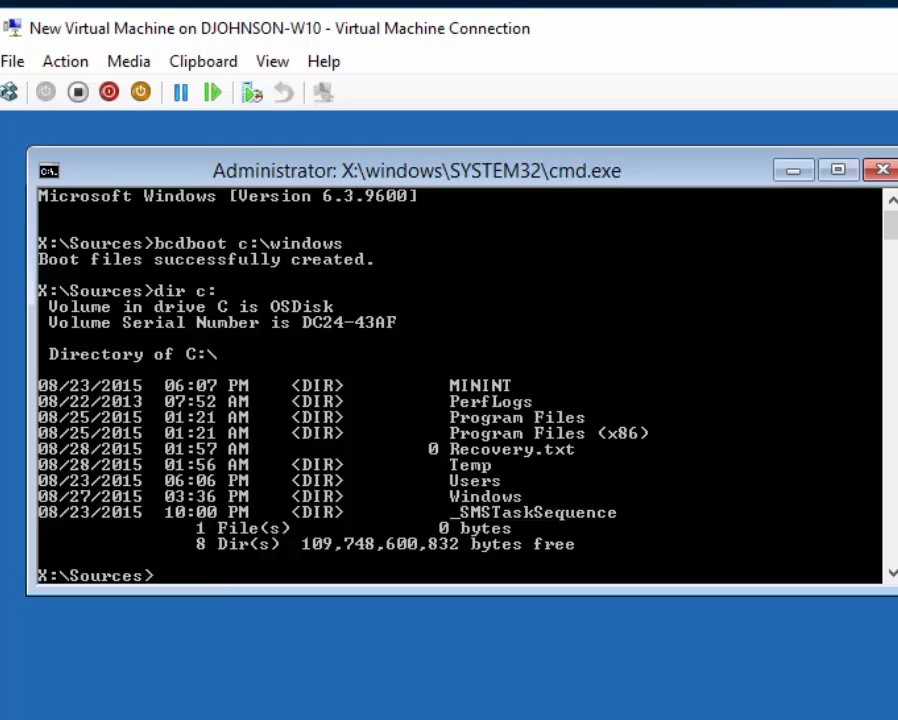 New Virtual Machine on DJOHNSON-W10 - Virtual Machine Connection
File Action Media Clipboard View Help
Administrator: X:\windows\SYSTEM32\cmd.exe
Microsoft Windows [Version 6.3.9600]
X:\Sources>bcdboot c:\windows
Boot files successfully created.
X:\Sources>dir c:
Volume in drive C is OSDisk
Volume Serial Number is DC24-43AF
Directory of C:\
08/23/2015 06:07 PM <DIR> MININT
08/22/2013 07:52 AM <DIR> PerfLogs
08/25/2015 01:21 AM <DIR> Program Files
08/25/2015 01:21 AM <DIR> Program Files (x86)
08/28/2015 01:57 AM 0 Recovery.txt
08/28/2015 01:56 AM <DIR> Temp
08/23/2015 06:06 PM <DIR> Users
08/27/2015 03:36 PM <DIR> Windows
08/23/2015 10:00 PM <DIR> _SMSTaskSequence
1 File(s) 0 bytes
8 Dir(s) 109,748,600,832 bytes free
X:\Sources>